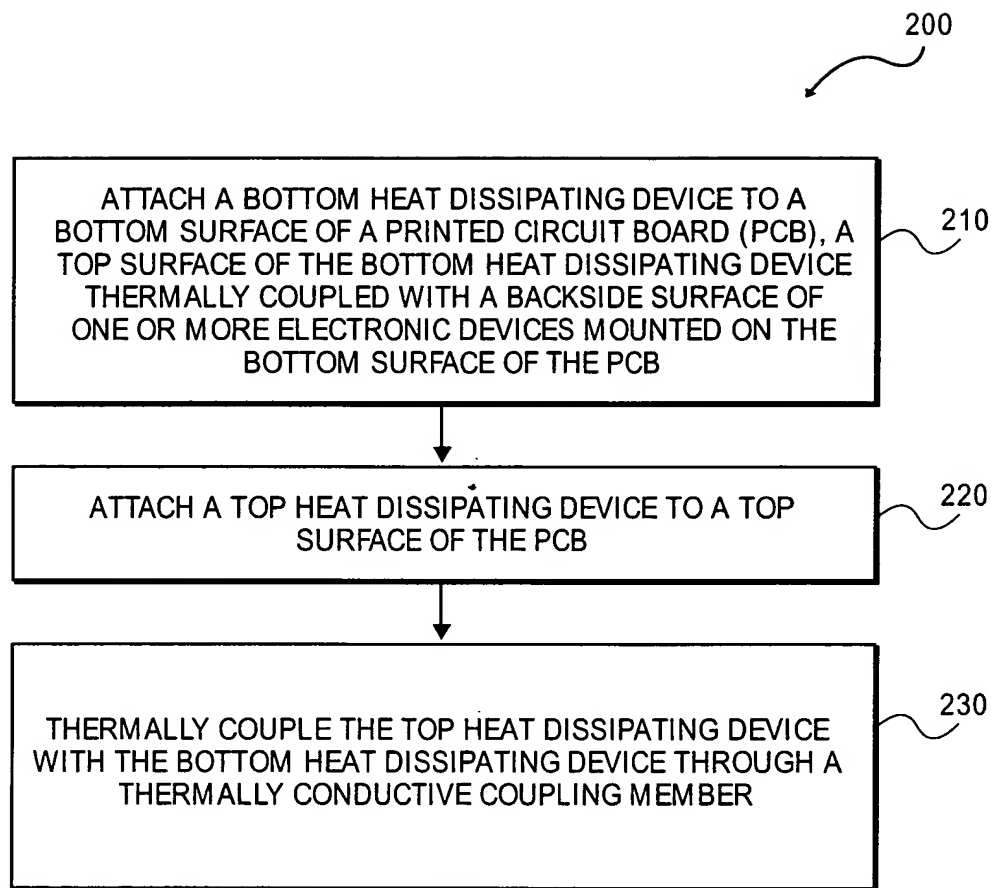 200
ATTACH A BOTTOM HEAT DISSIPATING DEVICE TO A
BOTTOM SURFACE OF A PRINTED CIRCUIT BOARD (PCB), A
TOP SURFACE OF THE BOTTOM HEAT DISSIPATING DEVICE
THERMALLY COUPLED WITH A BACKSIDE SURFACE OF
ONE OR MORE ELECTRONIC DEVICES MOUNTED ON THE
BOTTOM SURFACE OF THE PCB
210
ATTACH A TOP HEAT DISSIPATING DEVICE TO A TOP
SURFACE OF THE PCB
220
THERMALLY COUPLE THE TOP HEAT DISSIPATING DEVICE
WITH THE BOTTOM HEAT DISSIPATING DEVICE THROUGH A
THERMALLY CONDUCTIVE COUPLING MEMBER
230